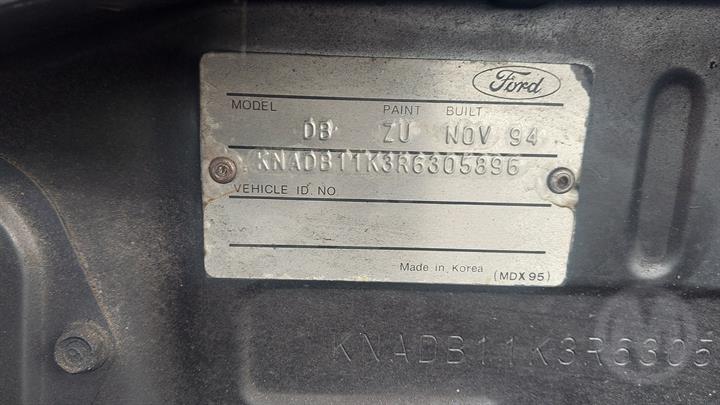 Ford
MODEL PAINT BUILT
DB ZU NOV 94
KNADB11K3R6305896
VEHICLE ID. NO
Made in Korea (MDX 95)
KNADB11K3R6305